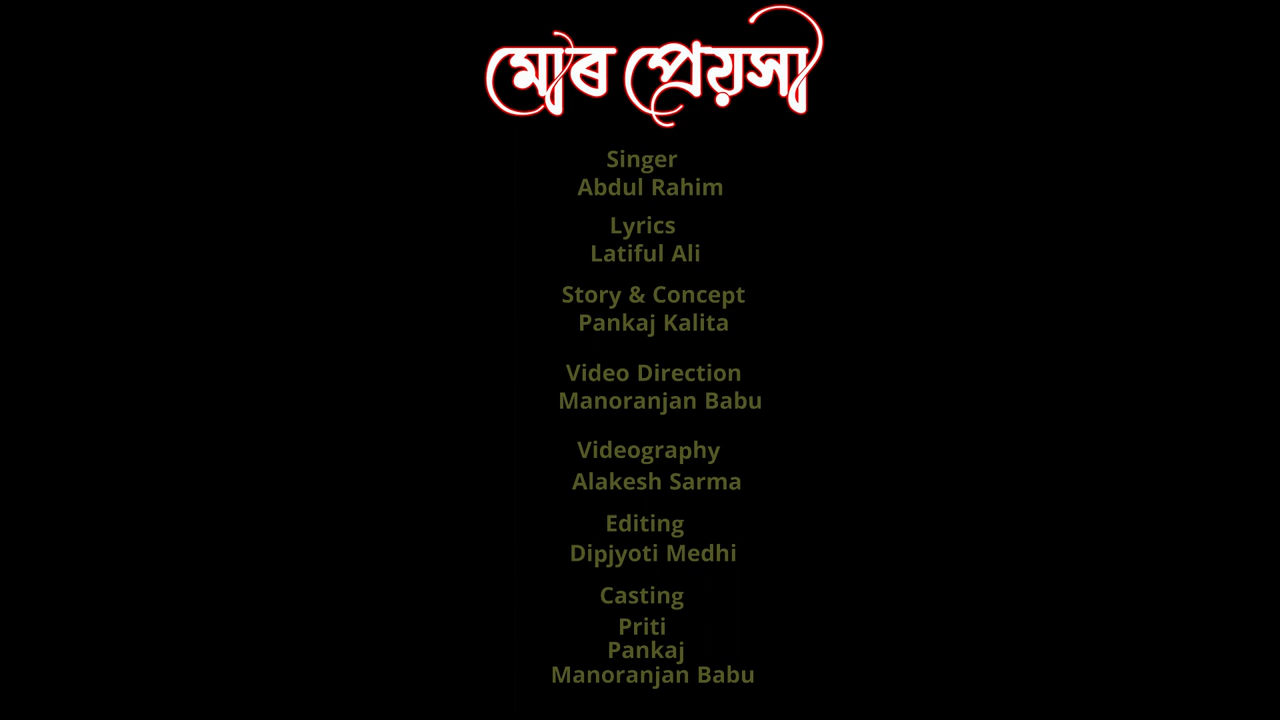 মোৰ প্ৰেয়সী
Singer
Abdul Rahim
Lyrics
Latiful Ali
Story & Concept
Pankaj Kalita
Video Direction
Manoranjan Babu
Videography
Alakesh Sarma
Editing
Dipjyoti Medhi
Casting
Priti
Pankaj
Manoranjan Babu